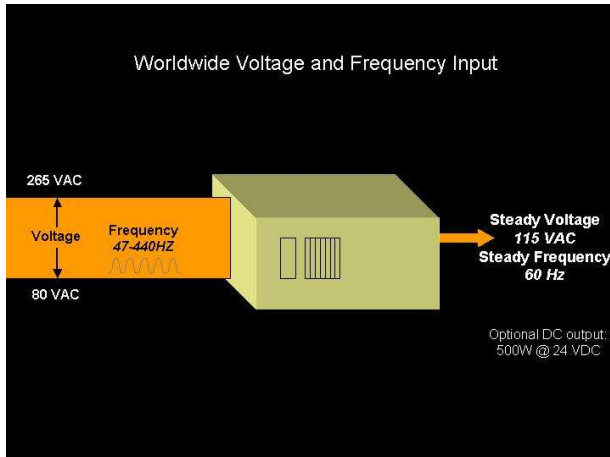 Worldwide Voltage and Frequency Input
265 VAC
Voltage
Frequency
47-440HZ
80 VAC
Steady Voltage
115 VAC
Steady Frequency
60 Hz
Optional DC output:
500W @ 24 VDC